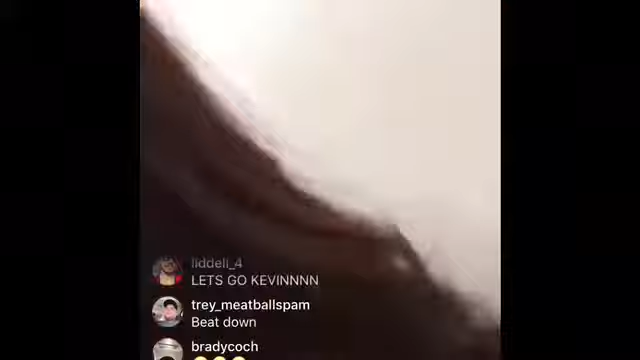 liddell_4
LETS GO KEVINNNN
trey_meatballspam
Beat down
bradycoch